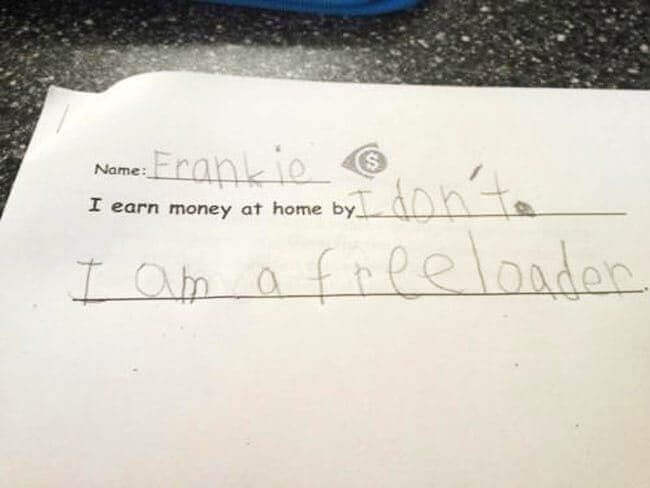 Name: Frankie $
I earn money at home by I don't.
I am a freeloader.